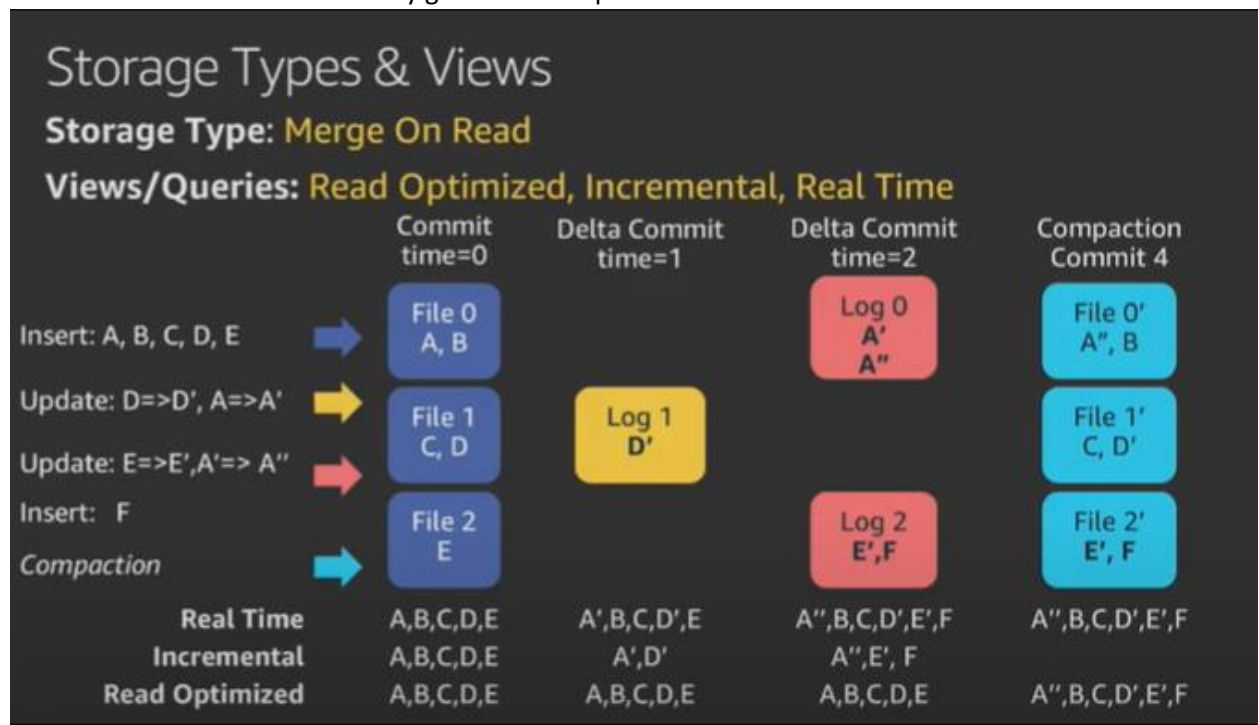 Storage Types & Views
Storage Type: Merge On Read
Views/Queries: Read Optimized, Incremental, Real Time
Commit time=0
Delta Commit time=1
Delta Commit time=2
Compaction Commit 4
Insert: A, B, C, D, E
Update: D=>D', A=>A'
Update: E=>E',A'=> A''
Insert: F
Compaction
File 0
A, B
File 1
C, D
File 2
E
Log 1
D'
Log 0
A'
A''
Log 2
E',F
File 0'
A'', B
File 1'
C, D'
File 2'
E', F
Real Time A,B,C,D,E A',B,C,D',E A'',B,C,D',E',F A'',B,C,D',E',F
Incremental A,B,C,D,E A',D' A'',E', F
Read Optimized A,B,C,D,E A,B,C,D,E A,B,C,D,E A'',B,C,D',E',F